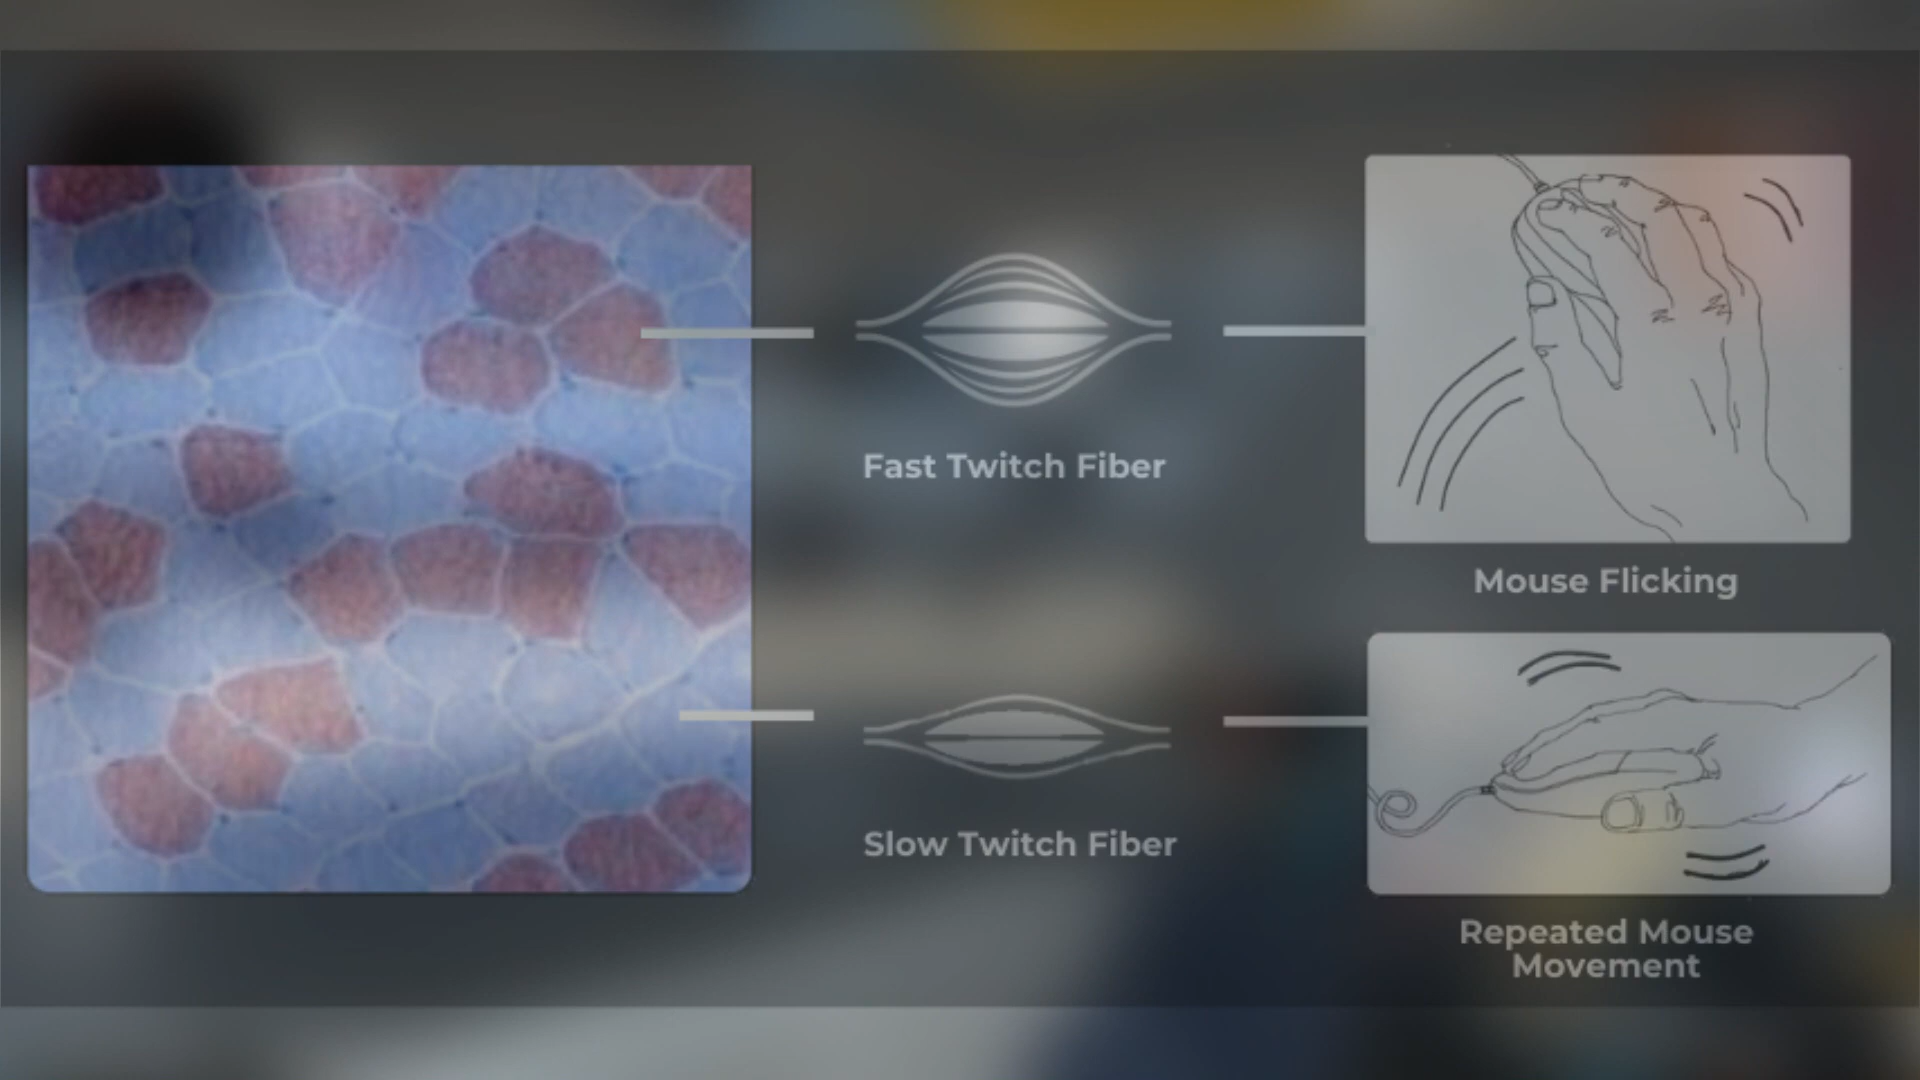 Fast Twitch Fiber
Mouse Flicking
Slow Twitch Fiber
Repeated Mouse
Movement